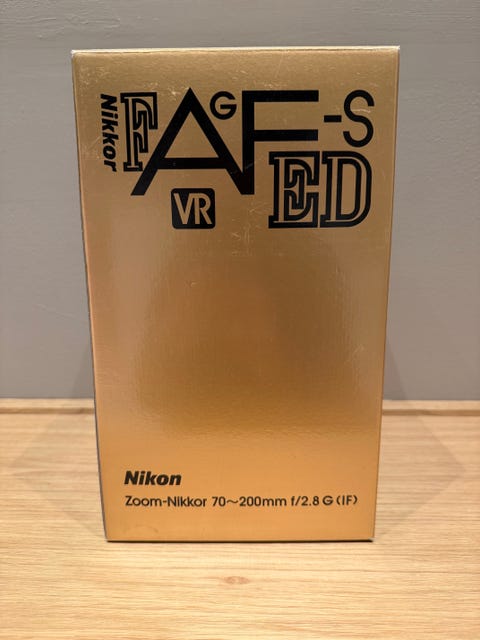 Nikkor
F AF-S
G
VR ED
Nikon
Zoom-Nikkor 70～200mm f/2.8 G (IF)